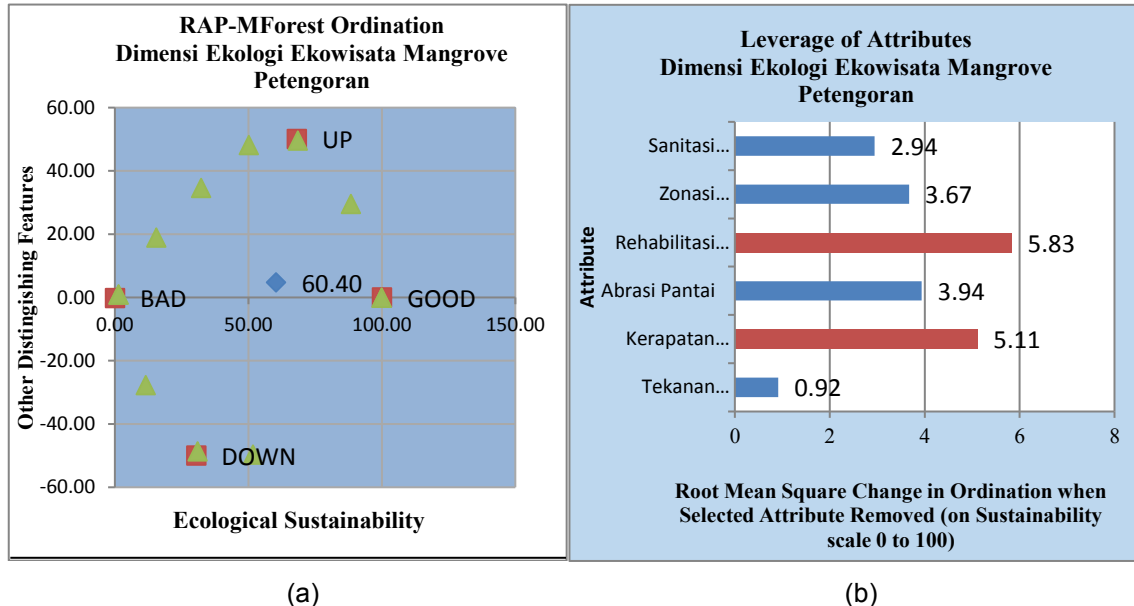 RAP-MForest Ordination
Dimensi Ekologi Ekowisata Mangrove
Petengoran
Other Distingishing Features
60.00
40.00
20.00
0.00
-20.00
-40.00
-60.00
0.00 50.00 100.00 150.00
UP
60.40
BAD
GOOD
DOWN
Ecological Sustainability
(a)
Leverage of Attributes
Dimensi Ekologi Ekowisata Mangrove
Petengoran
Attribute
Sanitasi... 2.94
Zonasi... 3.67
Rehabilitasi... 5.83
Abrasi Pantai 3.94
Kerapatan... 5.11
Tekanan... 0.92
0 2 4 6 8
Root Mean Square Change in Ordination when
Selected Attribute Removed (on Sustainability
scale 0 to 100)
(b)